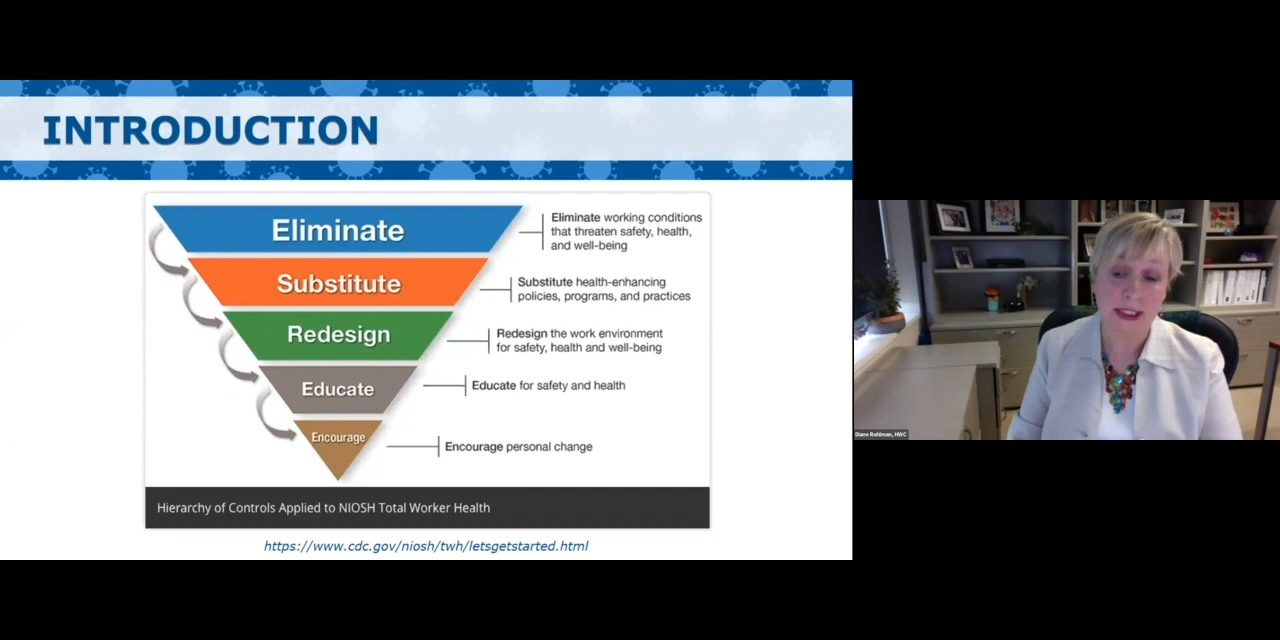 INTRODUCTION
Eliminate
Eliminate working conditions
that threaten safety, health,
and well-being
Substitute
Substitute health-enhancing
policies, programs, and practices
Redesign
Redesign the work environment
for safety, health and well-being
Educate
Educate for safety and health
Encourage
Encourage personal change
Hierarchy of Controls Applied to NIOSH Total Worker Health
https://www.cdc.gov/niosh/twh/letsgetstarted.html
Diane Rohlman, HWC